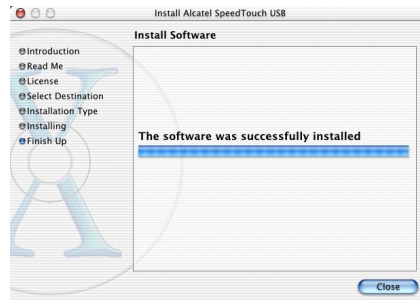 Install Alcatel SpeedTouch USB
Install Software
Introduction
Read Me
License
Select Destination
Installation Type
Installing
Finish Up
The software was successfully installed
Close